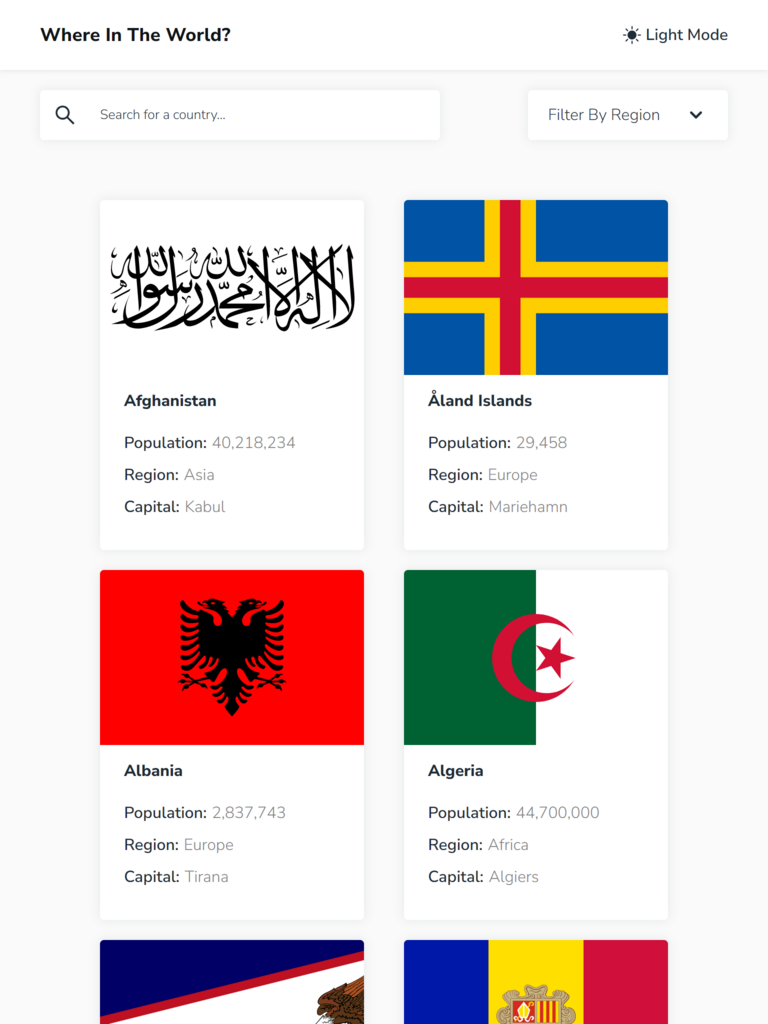 Where In The World?
Light Mode
Search for a country...
Filter By Region
لا إله إلا الله محمد رسول الله
Åland Islands
Afghanistan
Population: 40,218,234
Region: Asia
Capital: Kabul
Population: 29,458
Region: Europe
Capital: Mariehamn
Albania
Population: 2,837,743
Region: Europe
Capital: Tirana
Algeria
Population: 44,700,000
Region: Africa
Capital: Algiers